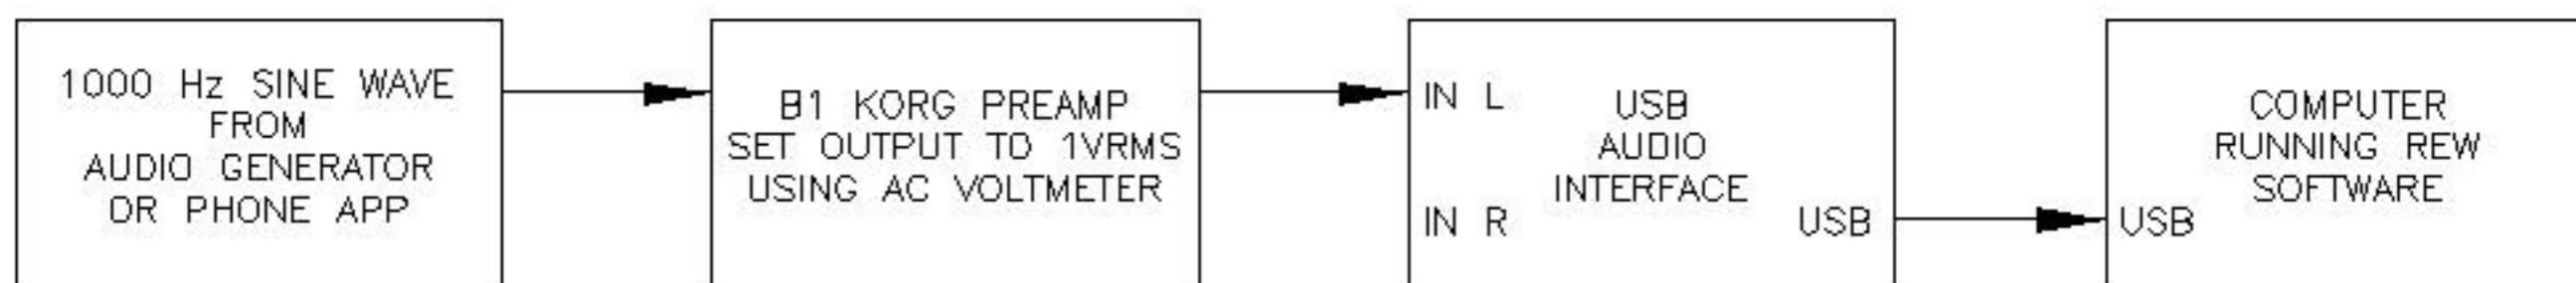 1000 Hz SINE WAVE
FROM
AUDIO GENERATOR
OR PHONE APP
B1 KORG PREAMP
SET OUTPUT TO 1VRMS
USING AC VOLTMETER
IN L
IN R
USB
AUDIO
INTERFACE
USB
USB
COMPUTER
RUNNING REW
SOFTWARE